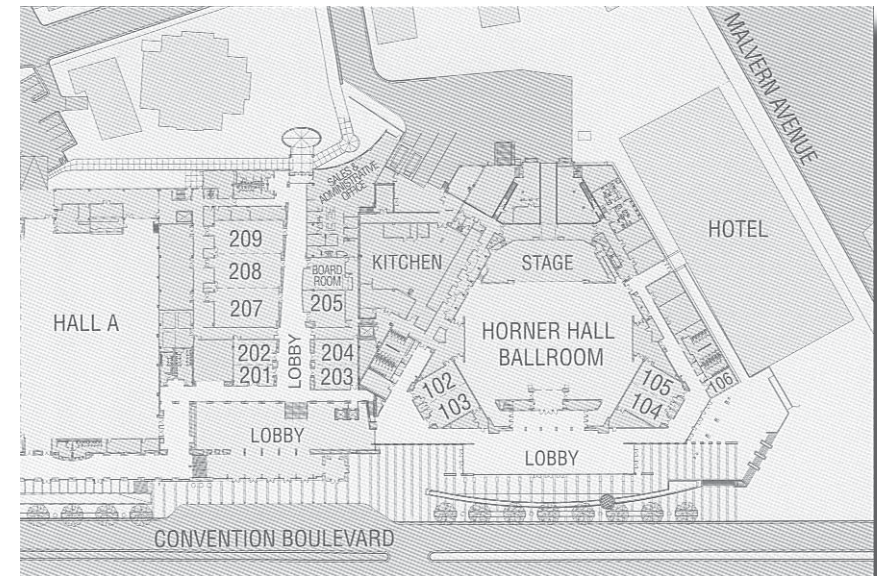 MALVERN AVENUE
SALES &
ADMINISTRATIVE
OFFICE
209
208
207
BOARD
ROOM
205
KITCHEN
STAGE
HOTEL
HALL A
HORNER HALL
BALLROOM
202
201
LOBBY
204
203
102
103
105
104
106
LOBBY
LOBBY
CONVENTION BOULEVARD